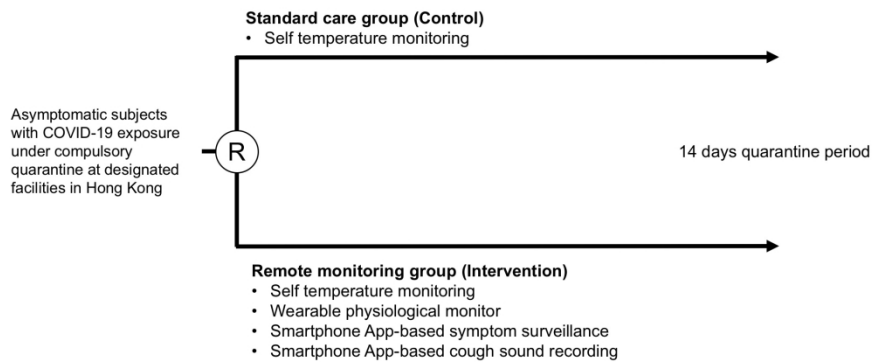 Standard care group (Control)
• Self temperature monitoring
Asymptomatic subjects
with COVID-19 exposure
under compulsory
quarantine at designated
facilities in Hong Kong
R
14 days quarantine period
Remote monitoring group (Intervention)
• Self temperature monitoring
• Wearable physiological monitor
• Smartphone App-based symptom surveillance
• Smartphone App-based cough sound recording